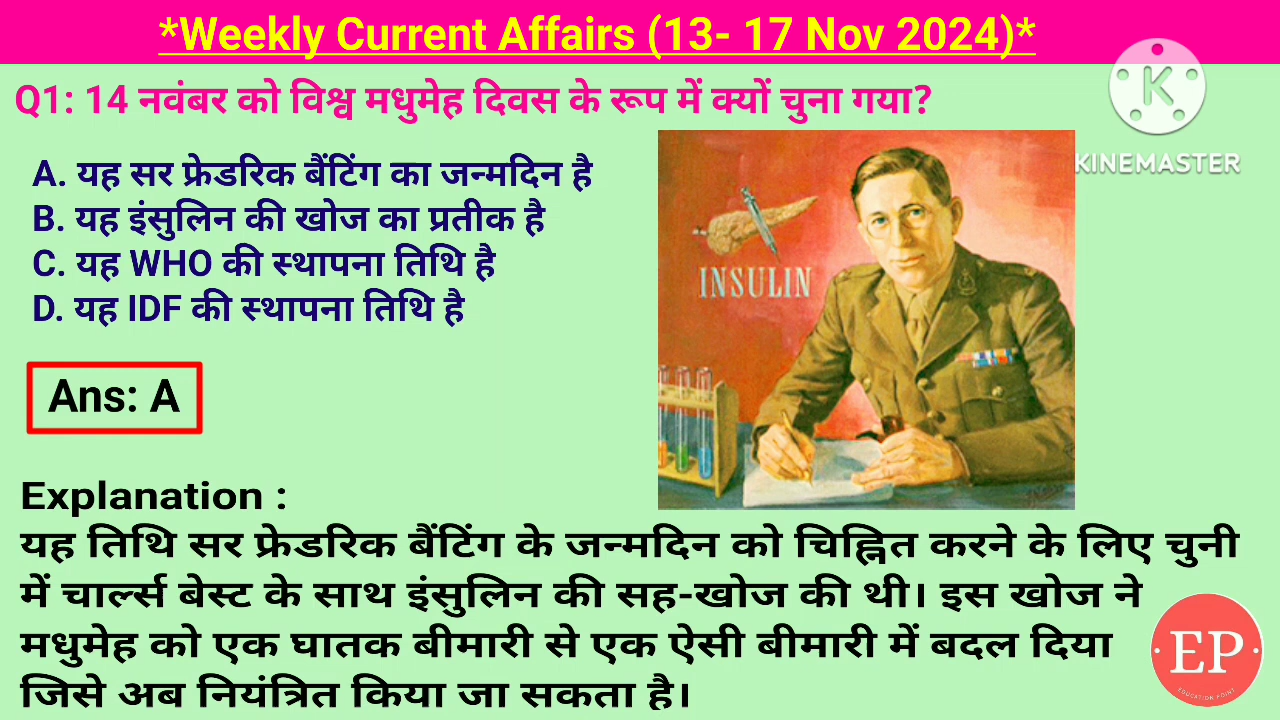 *Weekly Current Affairs (13- 17 Nov 2024)*
Q1: 14 नवंबर को विश्व मधुमेह दिवस के रूप में क्यों चुना गया?
A. यह सर फ्रेडरिक बैंटिंग का जन्मदिन है
B. यह इंसुलिन की खोज का प्रतीक है
C. यह WHO की स्थापना तिथि है
D. यह IDF की स्थापना तिथि है
K
KINEMASTER
INSULIN
Ans: A
Explanation :
यह तिथि सर फ्रेडरिक बैंटिंग के जन्मदिन को चिह्नित करने के लिए चुनी
में चार्ल्स बेस्ट के साथ इंसुलिन की सह-खोज की थी। इस खोज ने
मधुमेह को एक घातक बीमारी से एक ऐसी बीमारी में बदल दिया
जिसे अब नियंत्रित किया जा सकता है।
EP
EDUCATION POINT